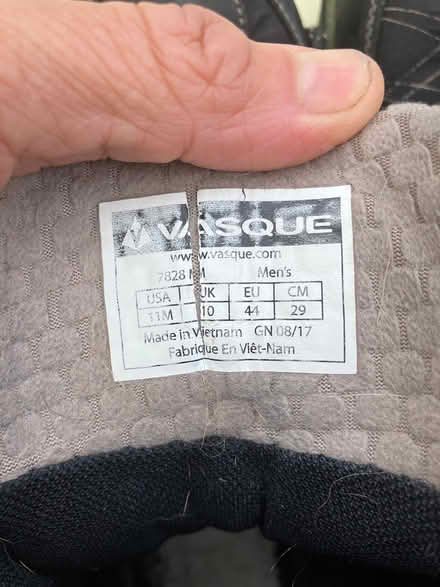 VASQUE
www.vasque.com
7828 M Men's
USA UK EU CM
11M 10 44 29
Made in Vietnam GN 08/17
Fabrique En Viêt-Nam